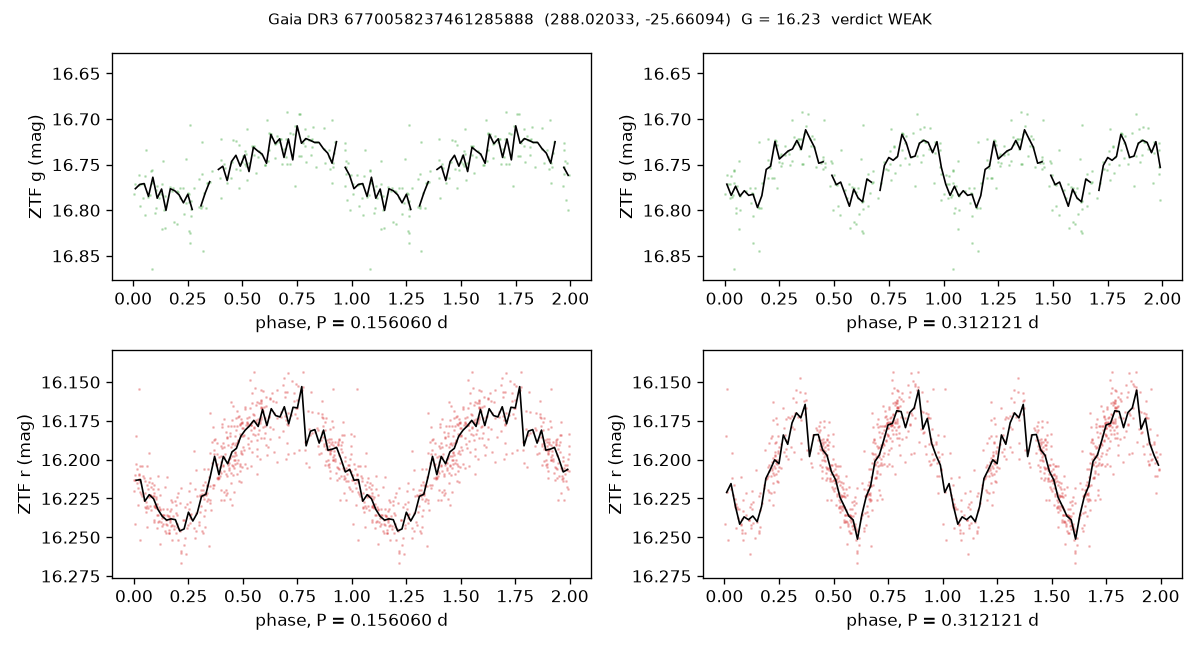 Gaia DR3 6770058237461285888  (288.02033, -25.66094)  G = 16.23  verdict WEAK
ZTF g (mag)
16.65
16.70
16.75
16.80
16.85
0.00 0.25 0.50 0.75 1.00 1.25 1.50 1.75 2.00
phase, P = 0.156060 d
ZTF g (mag)
16.65
16.70
16.75
16.80
16.85
0.00 0.25 0.50 0.75 1.00 1.25 1.50 1.75 2.00
phase, P = 0.312121 d
ZTF r (mag)
16.150
16.175
16.200
16.225
16.250
16.275
0.00 0.25 0.50 0.75 1.00 1.25 1.50 1.75 2.00
phase, P = 0.156060 d
ZTF r (mag)
16.150
16.175
16.200
16.225
16.250
16.275
0.00 0.25 0.50 0.75 1.00 1.25 1.50 1.75 2.00
phase, P = 0.312121 d